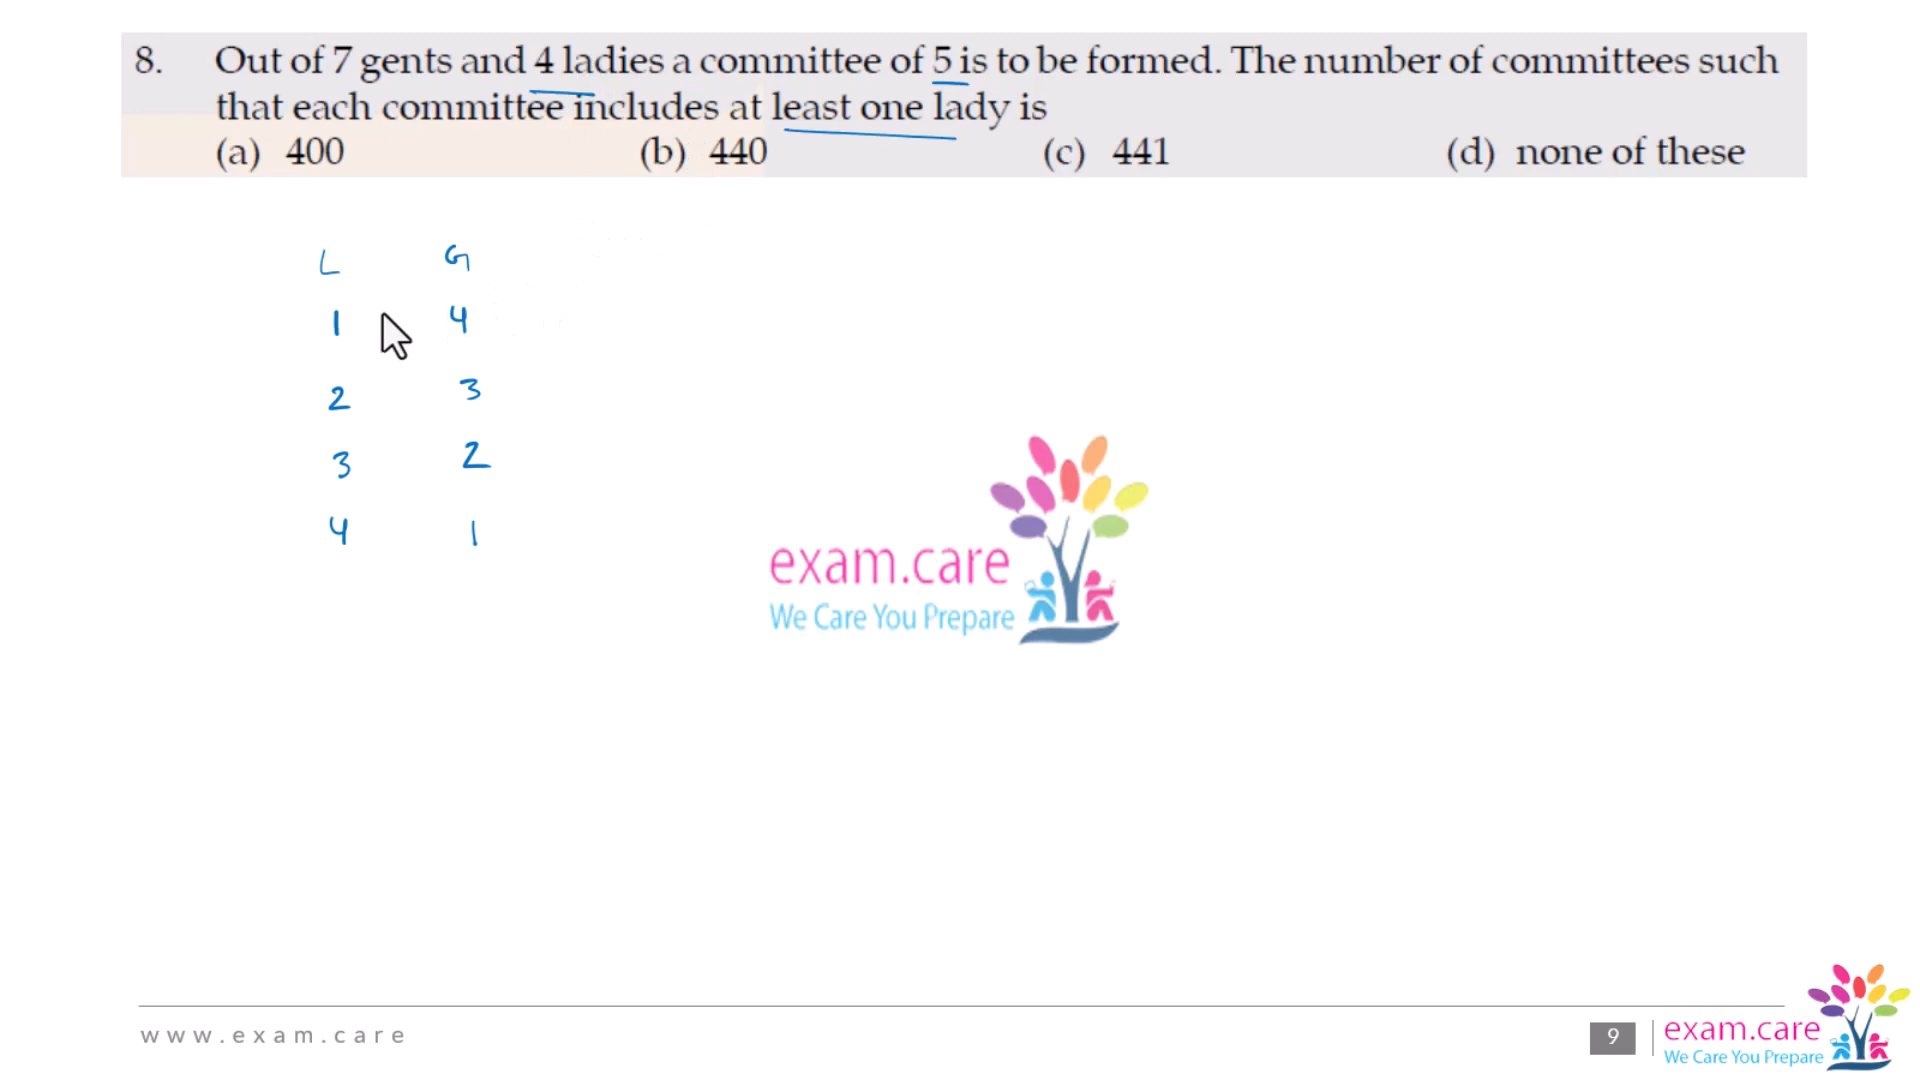 8. Out of 7 gents and 4 ladies a committee of 5 is to be formed. The number of committees such
that each committee includes at least one lady is
(a) 400 (b) 440 (c) 441 (d) none of these
L G
1 4
2 3
3 2
4 1
exam.care
We Care You Prepare
www.exam.care
9
exam.care
We Care You Prepare